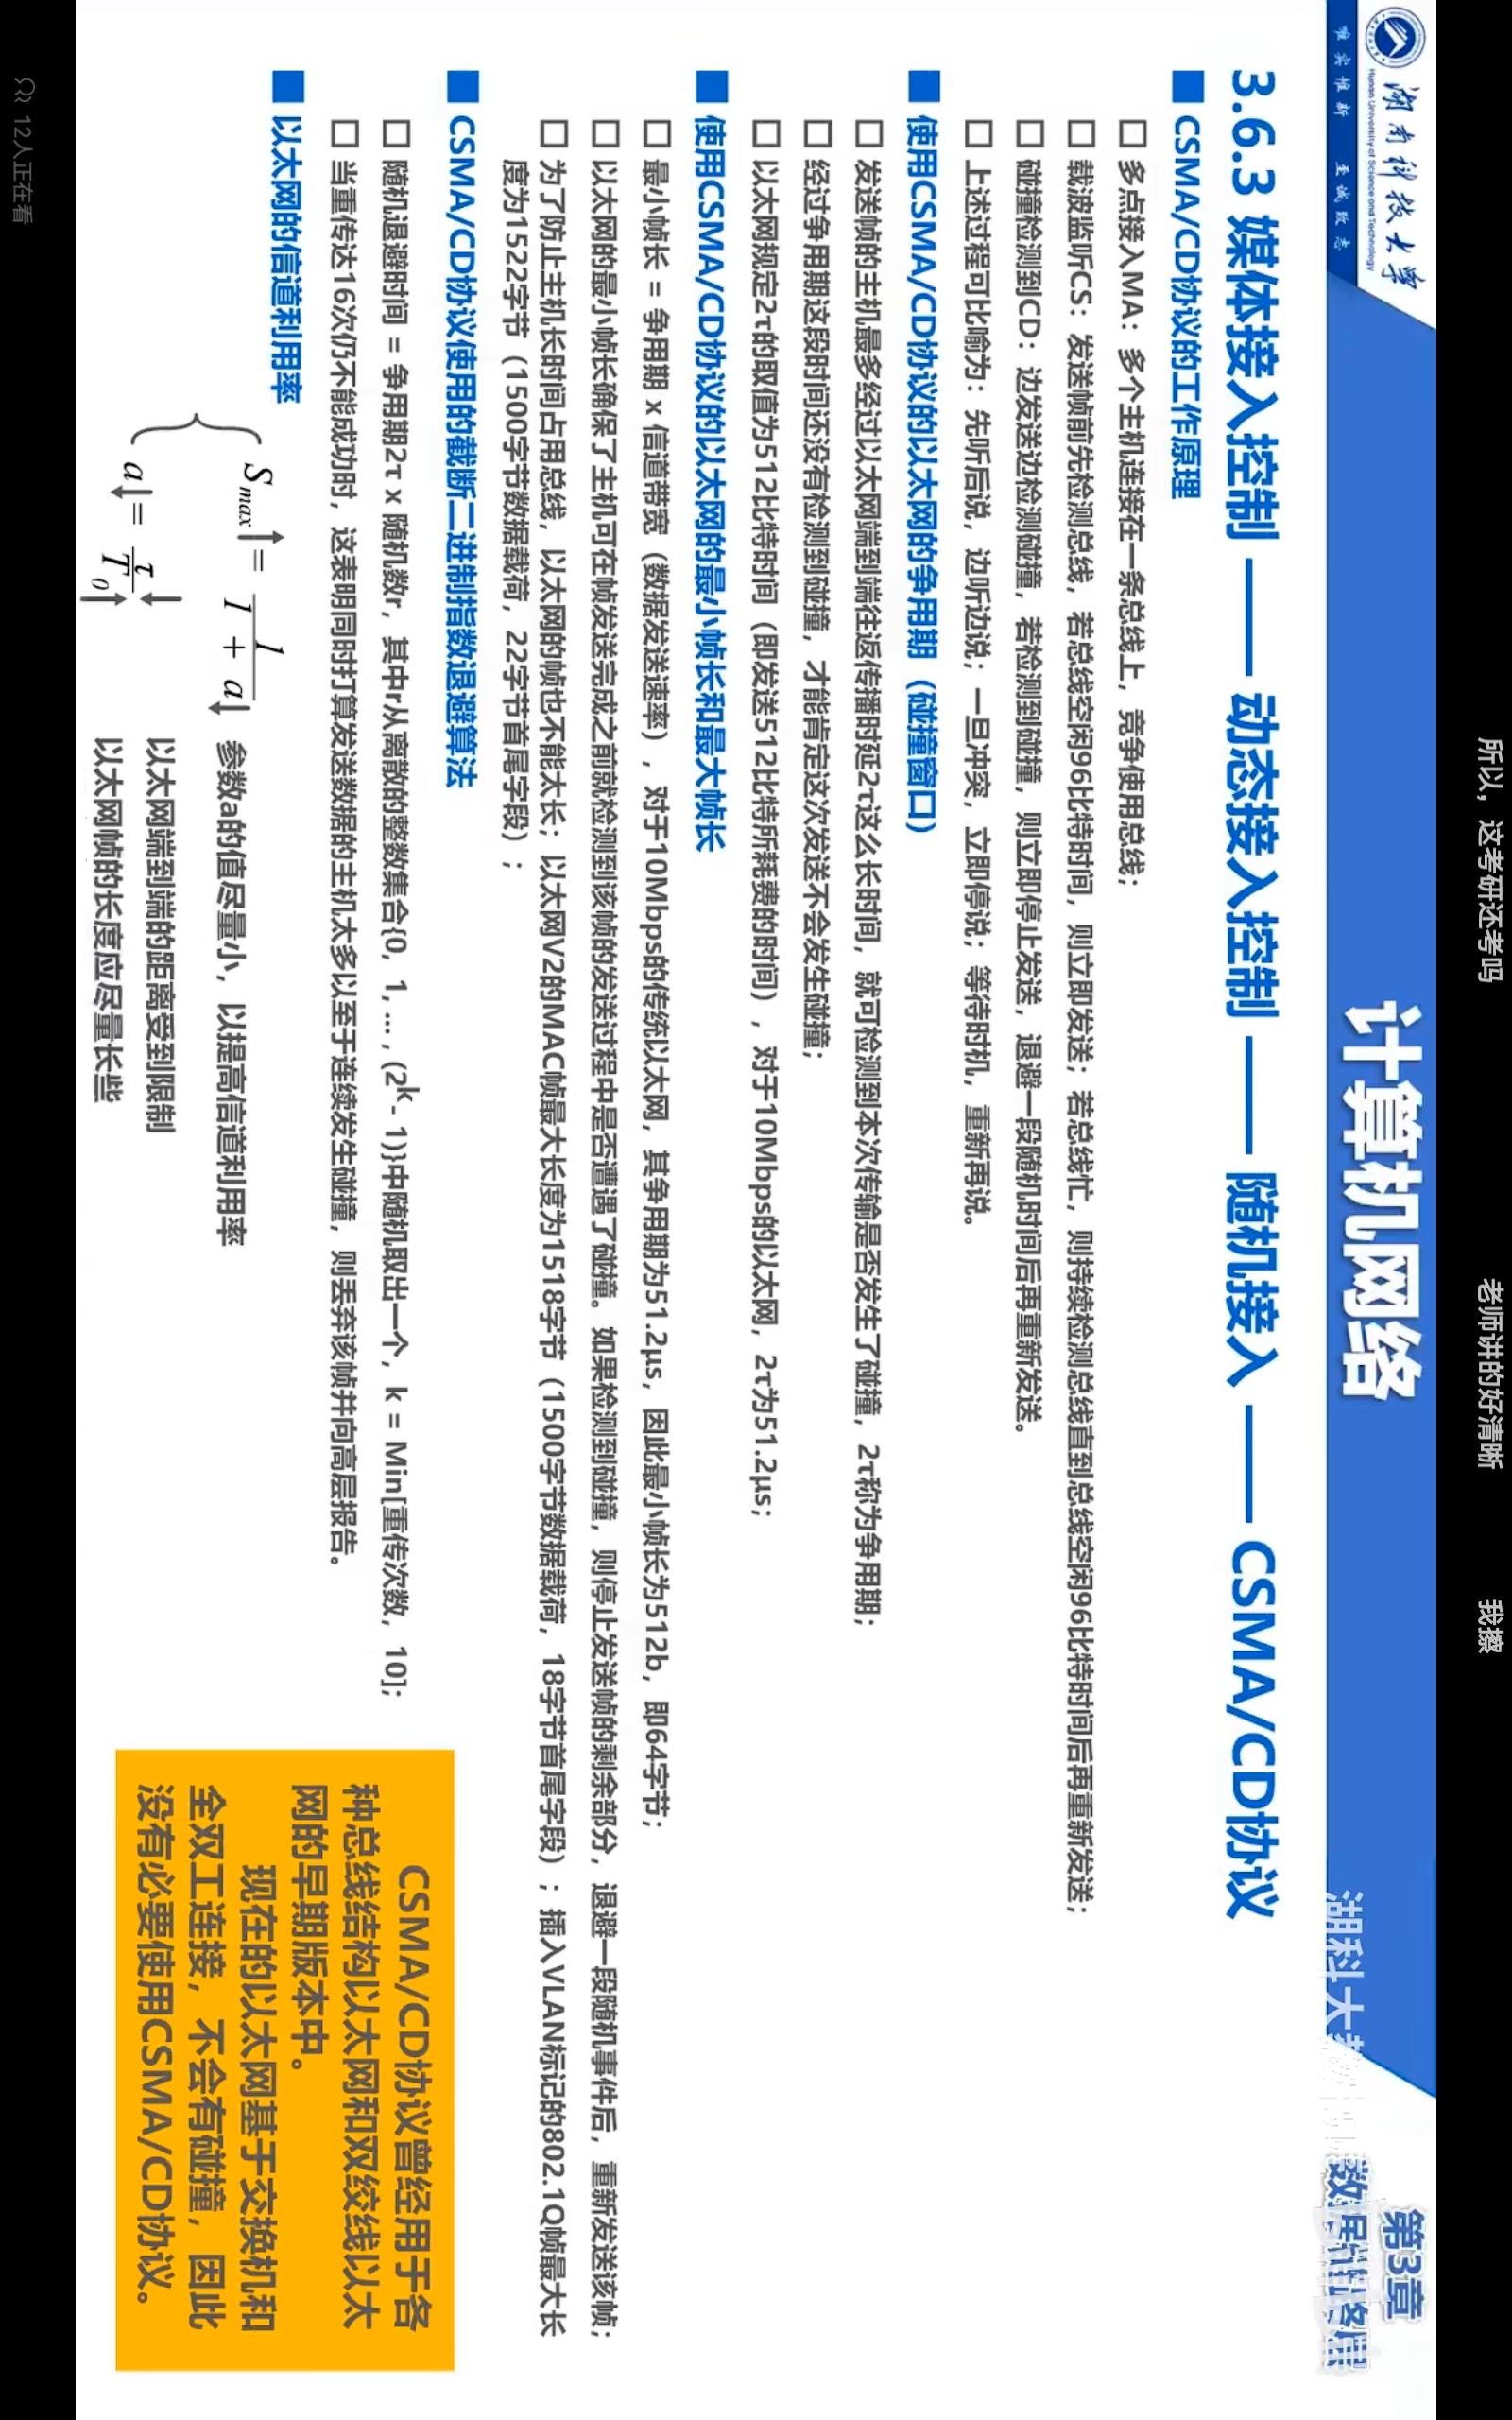 所以，这考研还考吗
老师讲的好清晰
我擦
湖南科技大学
Hunan University of Science and Technology
唯实惟新 至诚致志
计算机网络
湖科大
第3章
数据链路层
3.6.3 媒体接入控制 —— 动态接入控制 —— 随机接入 —— CSMA/CD协议
CSMA/CD协议的工作原理
多点接入MA：多个主机连接在一条总线上，竞争使用总线；
载波监听CS：发送帧前先检测总线，若总线空闲96比特时间，则立即发送；若总线忙，则持续检测总线直到总线空闲96比特时间后再重新发送；
碰撞检测到CD：边发送边检测碰撞，若检测到碰撞，则立即停止发送，退避一段随机时间后再重新发送。
上述过程可比喻为：先听后说，边听边说；一旦冲突，立即停说；等待时机，重新再说。
使用CSMA/CD协议的以太网的争用期（碰撞窗口）
发送帧的主机最多经过以太网端到端往返传播时延2τ这么长时间，就可检测到本次传输是否发生了碰撞，2τ称为争用期；
经过争用期这段时间还没有检测到碰撞，才能肯定这次发送不会发生碰撞；
以太网规定2τ的取值为512比特时间（即发送512比特所耗费的时间），对于10Mbps的以太网，2τ为51.2μs；
使用CSMA/CD协议的以太网的最小帧长和最大帧长
最小帧长 = 争用期 x 信道带宽（数据发送速率），对于10Mbps的传统以太网，其争用期为51.2μs，因此最小帧长为512b，即64字节；
以太网的最小帧长确保了主机可在帧发送完成之前就检测到该帧的发送过程中是否遭遇了碰撞。如果检测到碰撞，则停止发送帧的剩余部分，退避一段随机事件后，重新发送该帧；
为了防止主机长时间占用总线，以太网的帧也不能太长；以太网V2的MAC帧最大长度为1518字节（1500字节数据载荷，18字节首尾字段）；插入VLAN标记的802.1Q帧最大长
度为1522字节（1500字节数据载荷，22字节首尾字段）；
CSMA/CD协议使用的截断二进制指数退避算法
随机退避时间 = 争用期2τ x 随机数r，其中r从离散的整数集合{0，1，...，(2^k - 1)}中随机取出一个，k = Min[重传次数，10]；
当重传达16次仍不能成功时，这表明同时打算发送数据的主机太多以至于连续发生碰撞，则丢弃该帧并向高层报告。
以太网的信道利用率
Smax↑ = 1 / (1 + a↓) 参数a的值尽量小，以提高信道利用率
a↓ = τ↓ / T0↑
以太网端到端的距离受到限制
以太网帧的长度应尽量长些
CSMA/CD协议曾经用于各
种总线结构以太网和双绞线以太
网的早期版本中。
现在的以太网基于交换机和
全双工连接，不会有碰撞，因此
没有必要使用CSMA/CD协议。
12人正在看